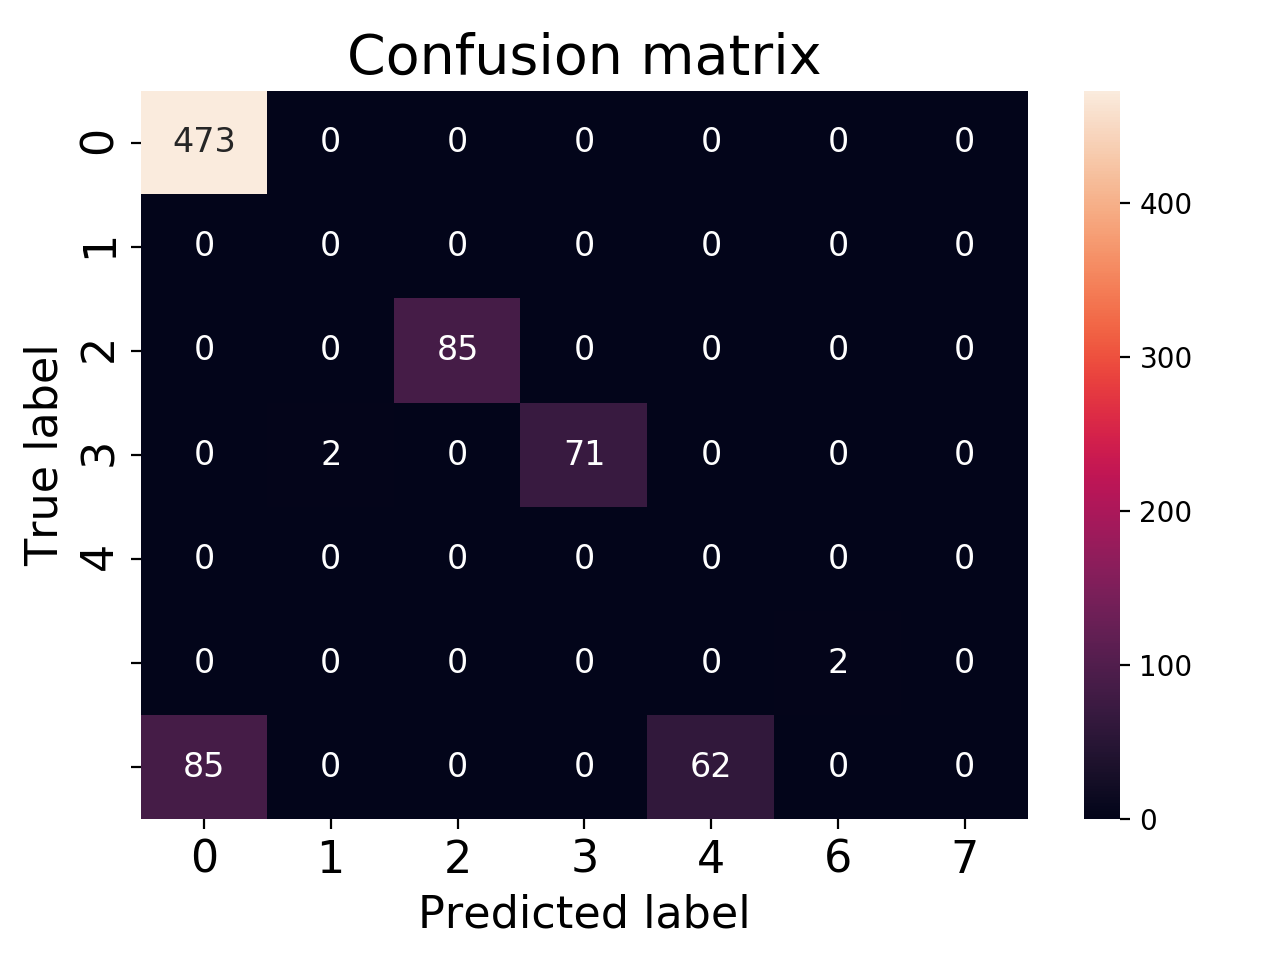 Confusion matrix
0 473 0 0 0 0 0 0
1 0 0 0 0 0 0 0
2 0 0 85 0 0 0 0
3 0 2 0 71 0 0 0
4 0 0 0 0 0 0 0
0 0 0 0 0 2 0
85 0 0 0 62 0 0
0 1 2 3 4 6 7
Predicted label
True label
400
300
200
100
0